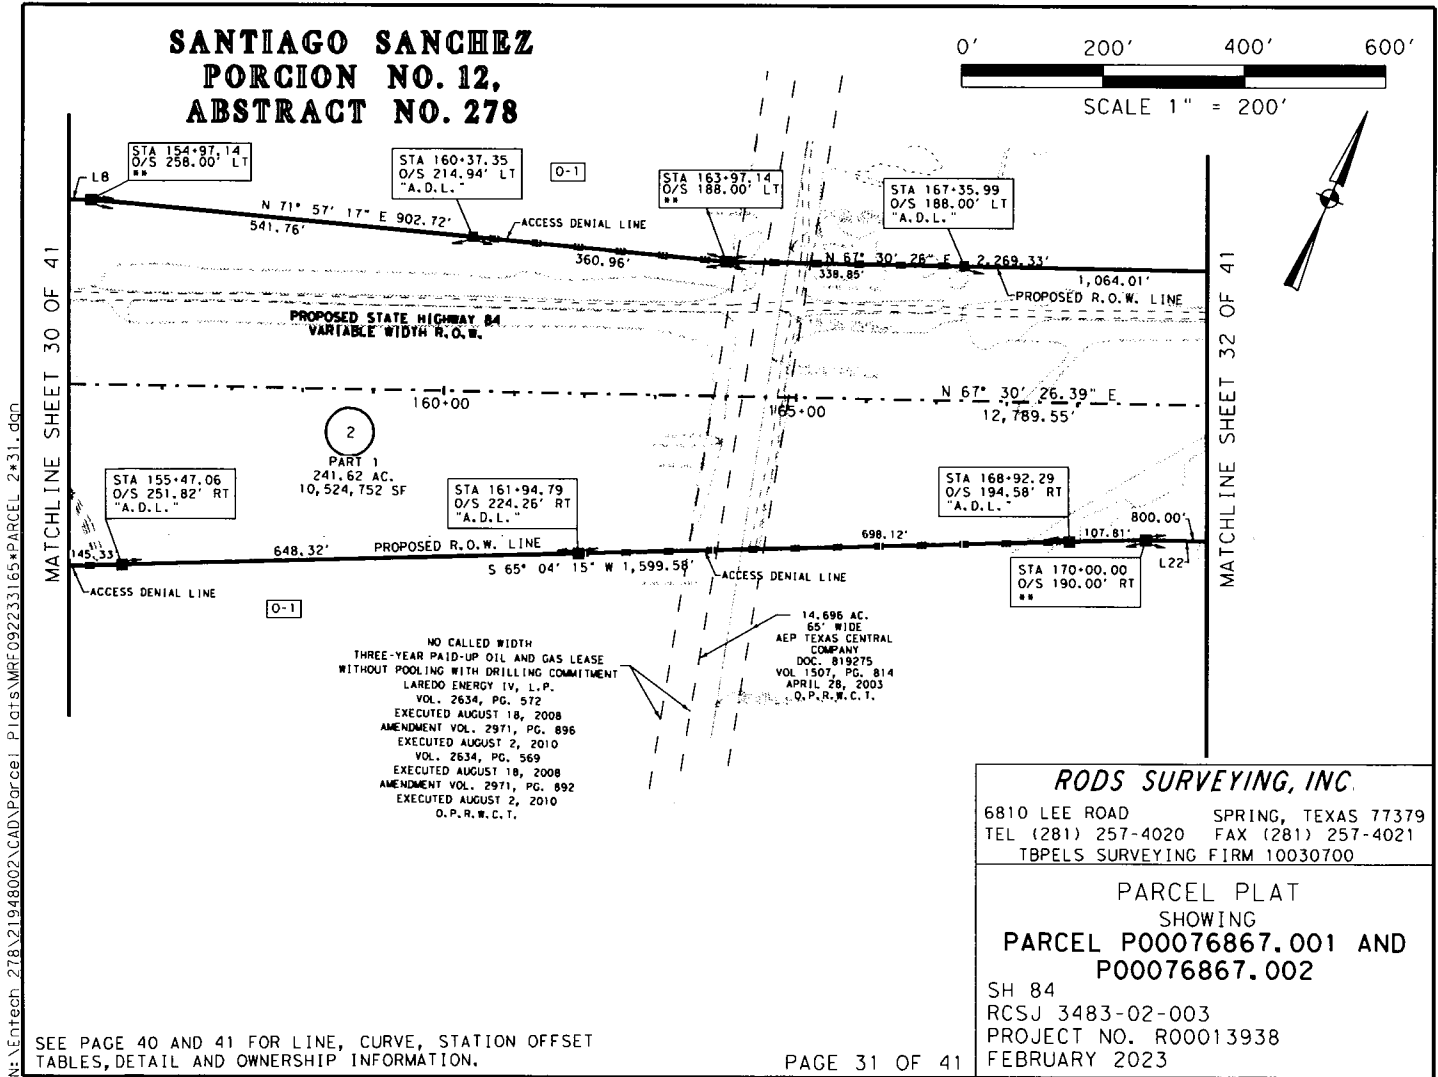 SANTIAGO SANCHEZ
PORCION NO. 12,
ABSTRACT NO. 278
0' 200' 400' 600'
SCALE 1" = 200'
STA 154+97.14
O/S 258.00' LT
**
L8
STA 160+37.35
O/S 214.94' LT
"A.D.L."
O-1
STA 163+97.14
O/S 188.00' LT
**
STA 167+35.99
O/S 188.00' LT
"A.D.L."
N 71° 57' 17" E 902.72'
541.76'
ACCESS DENIAL LINE
360.96'
N 67° 30' 26" E 2,269.33'
338.85'
1,064.01'
PROPOSED R.O.W. LINE
PROPOSED STATE HIGHWAY 84
VARIABLE WIDTH R.O.W.
MATCHLINE SHEET 30 OF 41
MATCHLINE SHEET 32 OF 41
160+00
165+00
N 67° 30' 26.39" E
12,789.55'
2
PART 1
241.62 AC.
10,524,752 SF
STA 155+47.06
O/S 251.82' RT
"A.D.L."
STA 161+94.79
O/S 224.26' RT
"A.D.L."
STA 168+92.29
O/S 194.58' RT
"A.D.L."
145.33'
648.32'
PROPOSED R.O.W. LINE
S 65° 04' 15" W 1,599.58'
698.12'
107.81'
800.00'
L22
ACCESS DENIAL LINE
ACCESS DENIAL LINE
O-1
STA 170+00.00
O/S 190.00' RT
**
NO CALLED WIDTH
THREE-YEAR PAID-UP OIL AND GAS LEASE
WITHOUT POOLING WITH DRILLING COMMITMENT
LAREDO ENERGY IV, L.P.
VOL. 2634, PG. 572
EXECUTED AUGUST 18, 2008
AMENDMENT VOL. 2971, PG. 896
EXECUTED AUGUST 2, 2010
VOL. 2634, PG. 569
EXECUTED AUGUST 18, 2008
AMENDMENT VOL. 2971, PG. 892
EXECUTED AUGUST 2, 2010
O.P.R.W.C.T.
14.696 AC.
65' WIDE
AEP TEXAS CENTRAL
COMPANY
DOC. 819275
VOL 1507, PG. 814
APRIL 28, 2003
O.P.R.W.C.T.
RODS SURVEYING, INC.
6810 LEE ROAD SPRING, TEXAS 77379
TEL (281) 257-4020 FAX (281) 257-4021
TBPELS SURVEYING FIRM 10030700
PARCEL PLAT
SHOWING
PARCEL P00076867.001 AND
P00076867.002
SH 84
RCSJ 3483-02-003
PROJECT NO. R00013938
FEBRUARY 2023
SEE PAGE 40 AND 41 FOR LINE, CURVE, STATION OFFSET
TABLES, DETAIL AND OWNERSHIP INFORMATION.
PAGE 31 OF 41
N:\Entech 278\21948002\CAD\Parcel Plats\MRF092233165*PARCEL 2*31.dgn